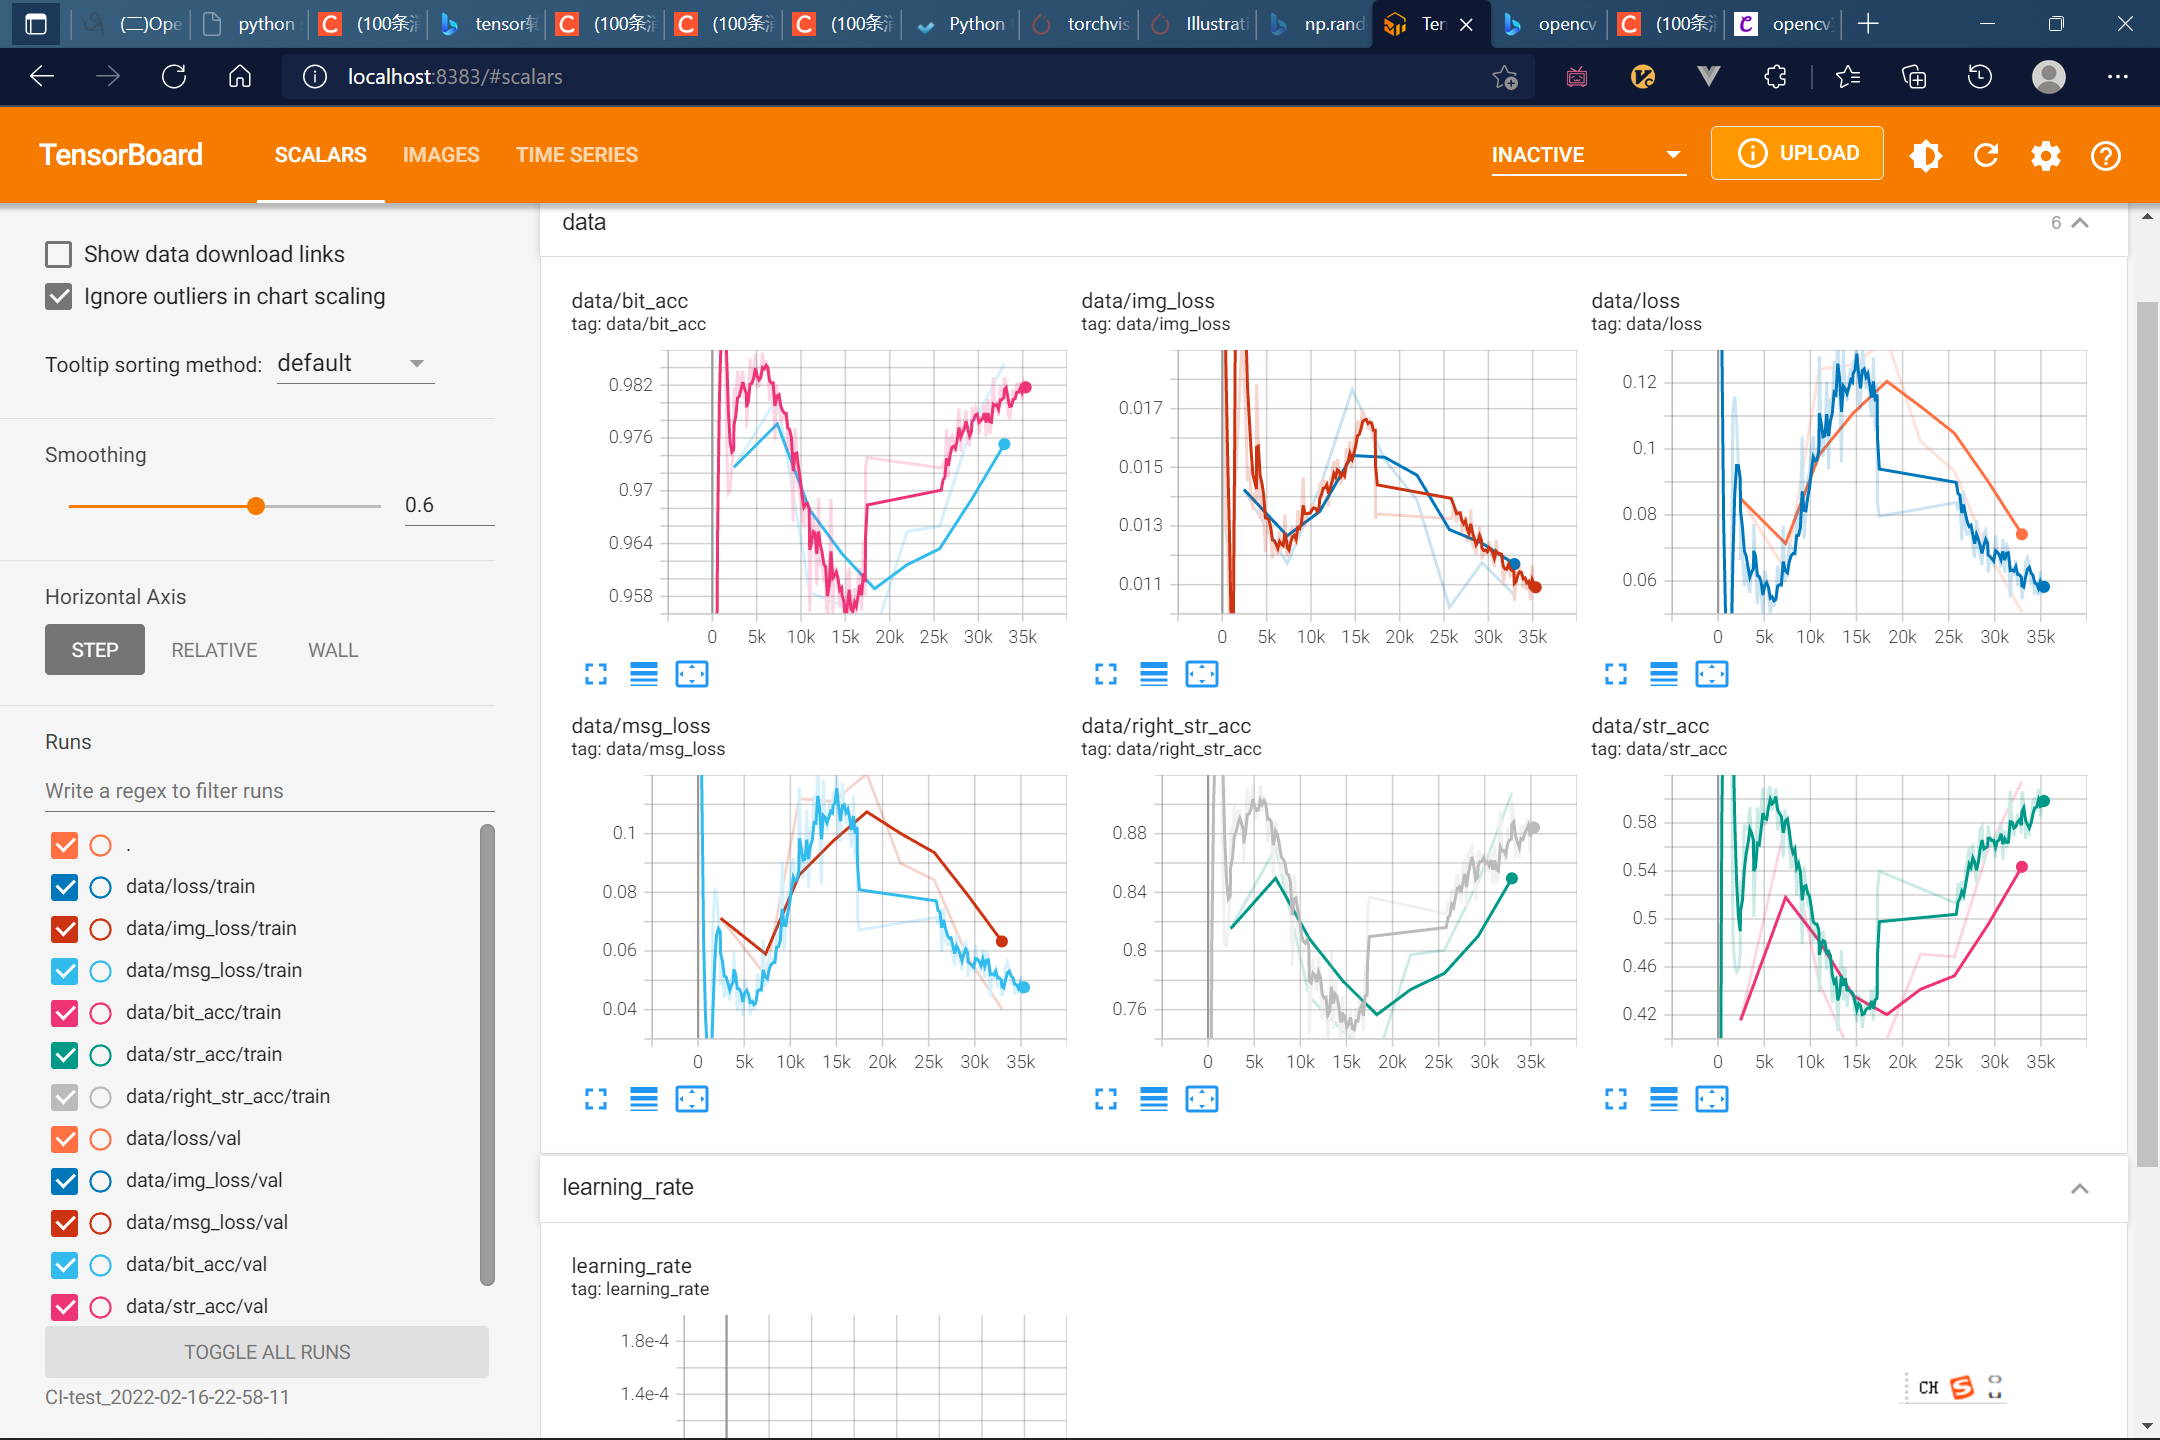 (二)Ope
python
(100条
tensor
(100条
(100条
(100条
Python
torchvis
Illustrati
np.rand
Ten
opencv
(100条
opencv
localhost:8383/#scalars
TensorBoard
SCALARS
IMAGES
TIME SERIES
INACTIVE
UPLOAD
Show data download links
Ignore outliers in chart scaling
Tooltip sorting method:
default
Smoothing
0.6
Horizontal Axis
STEP
RELATIVE
WALL
Runs
Write a regex to filter runs
.
data/loss/train
data/img_loss/train
data/msg_loss/train
data/bit_acc/train
data/str_acc/train
data/right_str_acc/train
data/loss/val
data/img_loss/val
data/msg_loss/val
data/bit_acc/val
data/str_acc/val
TOGGLE ALL RUNS
CI-test_2022-02-16-22-58-11
data
6
data/bit_acc
tag: data/bit_acc
0.982
0.976
0.97
0.964
0.958
0 5k 10k 15k 20k 25k 30k 35k
data/img_loss
tag: data/img_loss
0.017
0.015
0.013
0.011
0 5k 10k 15k 20k 25k 30k 35k
data/loss
tag: data/loss
0.12
0.1
0.08
0.06
0 5k 10k 15k 20k 25k 30k 35k
data/msg_loss
tag: data/msg_loss
0.1
0.08
0.06
0.04
0 5k 10k 15k 20k 25k 30k 35k
data/right_str_acc
tag: data/right_str_acc
0.88
0.84
0.8
0.76
0 5k 10k 15k 20k 25k 30k 35k
data/str_acc
tag: data/str_acc
0.58
0.54
0.5
0.46
0.42
0 5k 10k 15k 20k 25k 30k 35k
learning_rate
learning_rate
tag: learning_rate
1.8e-4
1.4e-4
CH